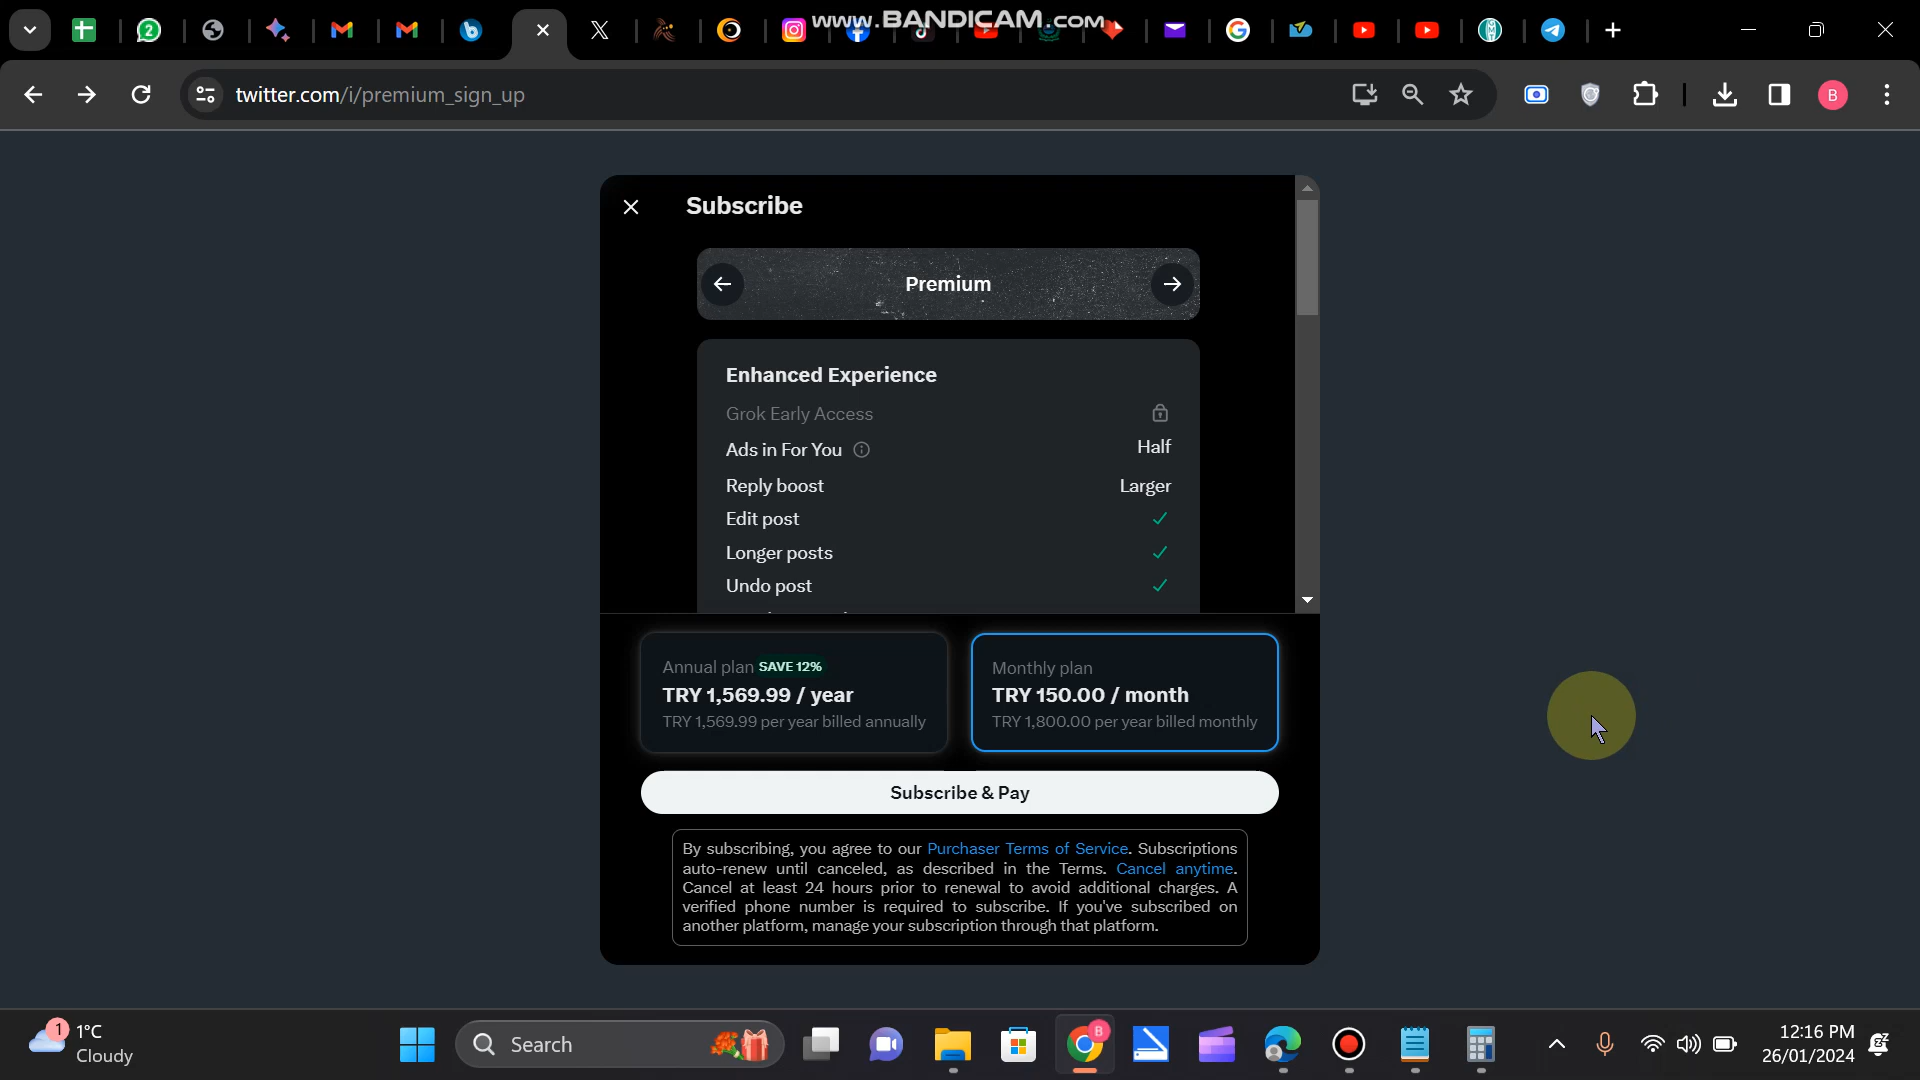 2
www.BANDICAM.com
twitter.com/i/premium_sign_up
B
Subscribe
Premium
Enhanced Experience
Grok Early Access
Ads in For You Half
Reply boost Larger
Edit post
Longer posts
Undo post
Annual plan SAVE 12%
TRY 1,569.99 / year
TRY 1,569.99 per year billed annually
Monthly plan
TRY 150.00 / month
TRY 1,800.00 per year billed monthly
Subscribe & Pay
By subscribing, you agree to our Purchaser Terms of Service. Subscriptions
auto-renew until canceled, as described in the Terms. Cancel anytime.
Cancel at least 24 hours prior to renewal to avoid additional charges. A
verified phone number is required to subscribe. If you've subscribed on
another platform, manage your subscription through that platform.
1
1°C
Cloudy
Search
B
12:16 PM
26/01/2024